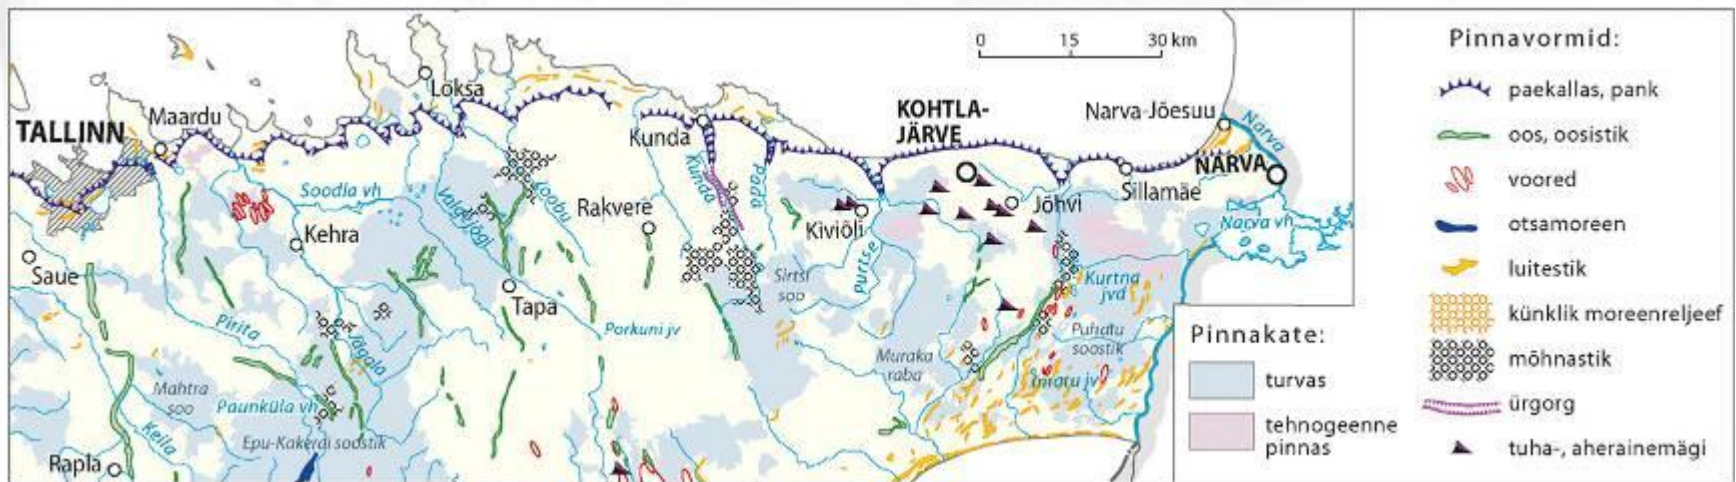 0 15 30 km
Loksa
Maardu
TALLINN
Kunda
KOHTLA-
JÄRVE
Narva-Jõesuu
Narva
NARVA
Sillamäe
Soodla vh
Valgejõgi
Loobu
Kunda
Pada
Rakvere
Kiviõli
Jõhvi
Narva vh
Kehra
Saue
Tapa
Sirtsi
soo
Purtse
Kurtna
jvd
Pirita
Jägala
Porkuni jv
Muraka
raba
Puhatu
soostik
Imatu jv
Mahtra
soo
Paunküla vh
Keila
Epu-Kakerdi soostik
Rapla
Pinnakate:
turvas
tehnogeenne
pinnas
Pinnavormid:
paekallas, pank
oos, oosistik
voored
otsamoreen
luitestik
künklik moreenreljeef
mõhnastik
ürgorg
tuha-, aherainemägi